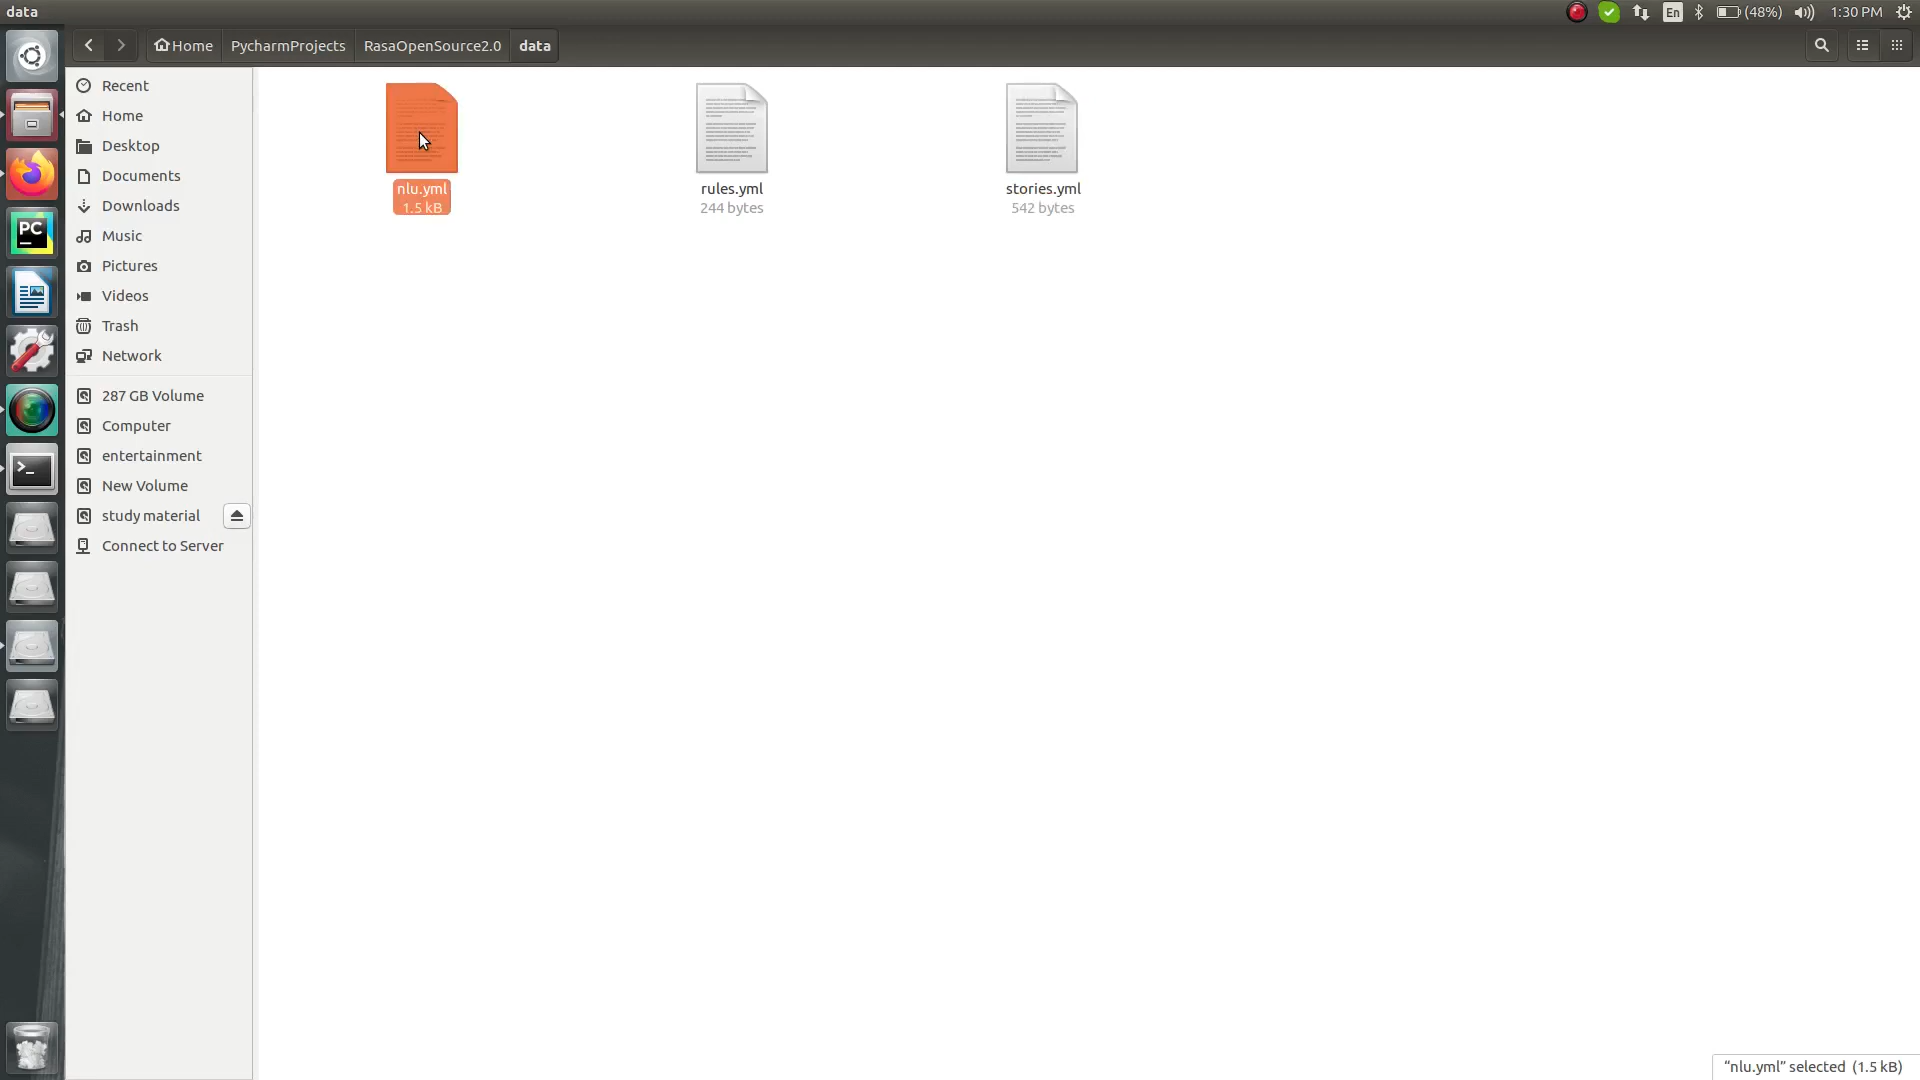 data
En
(48%)
1:30 PM
Home
PycharmProjects
RasaOpenSource2.0
data
Recent
Home
Desktop
Documents
Downloads
Music
Pictures
Videos
Trash
Network
287 GB Volume
Computer
entertainment
New Volume
study material
Connect to Server
PC
>_
nlu.yml
1.5 kB
rules.yml
244 bytes
stories.yml
542 bytes
“nlu.yml” selected (1.5 kB)